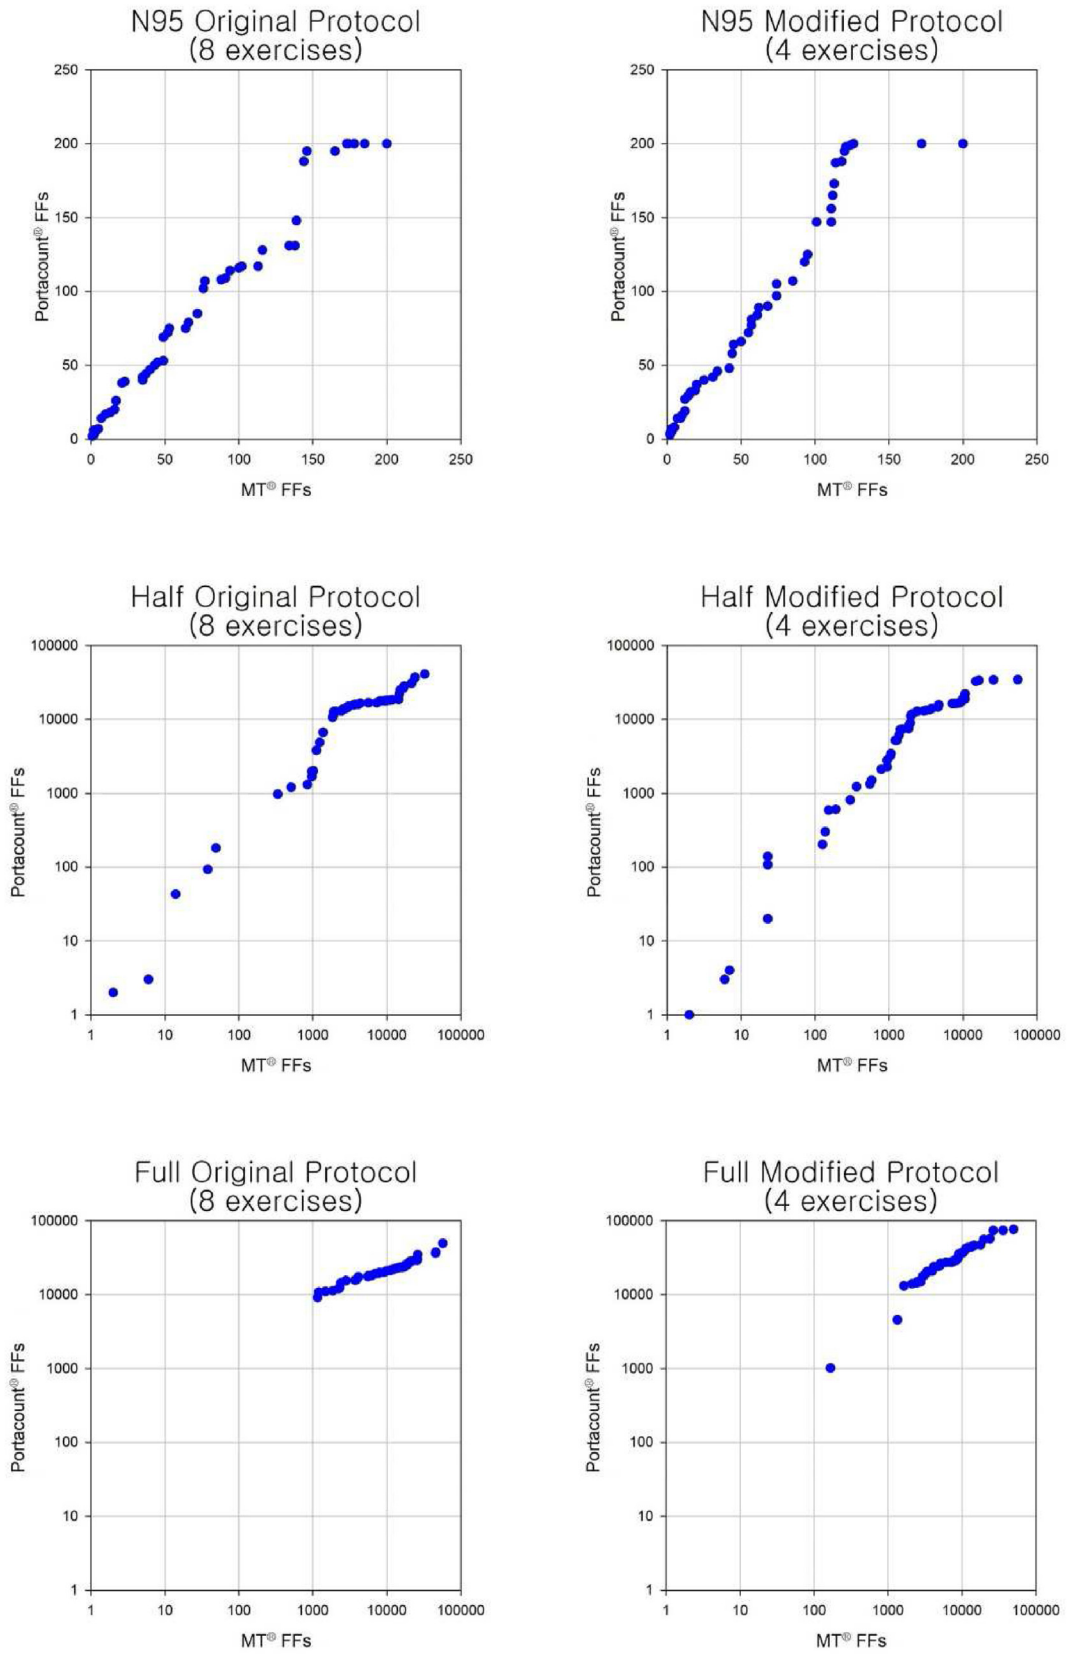 N95 Original Protocol
(8 exercises)
250
200
150
100
50
0
Portacount® FFs
0 50 100 150 200 250
MT® FFs
N95 Modified Protocol
(4 exercises)
250
200
150
100
50
0
Portacount® FFs
0 50 100 150 200 250
MT® FFs
Half Original Protocol
(8 exercises)
100000
10000
1000
100
10
1
Portacount® FFs
1 10 100 1000 10000 100000
MT® FFs
Half Modified Protocol
(4 exercises)
100000
10000
1000
100
10
1
Portacount® FFs
1 10 100 1000 10000 100000
MT® FFs
Full Original Protocol
(8 exercises)
100000
10000
1000
100
10
1
Portacount® FFs
1 10 100 1000 10000 100000
MT® FFs
Full Modified Protocol
(4 exercises)
100000
10000
1000
100
10
1
Portacount® FFs
1 10 100 1000 10000 100000
MT® FFs